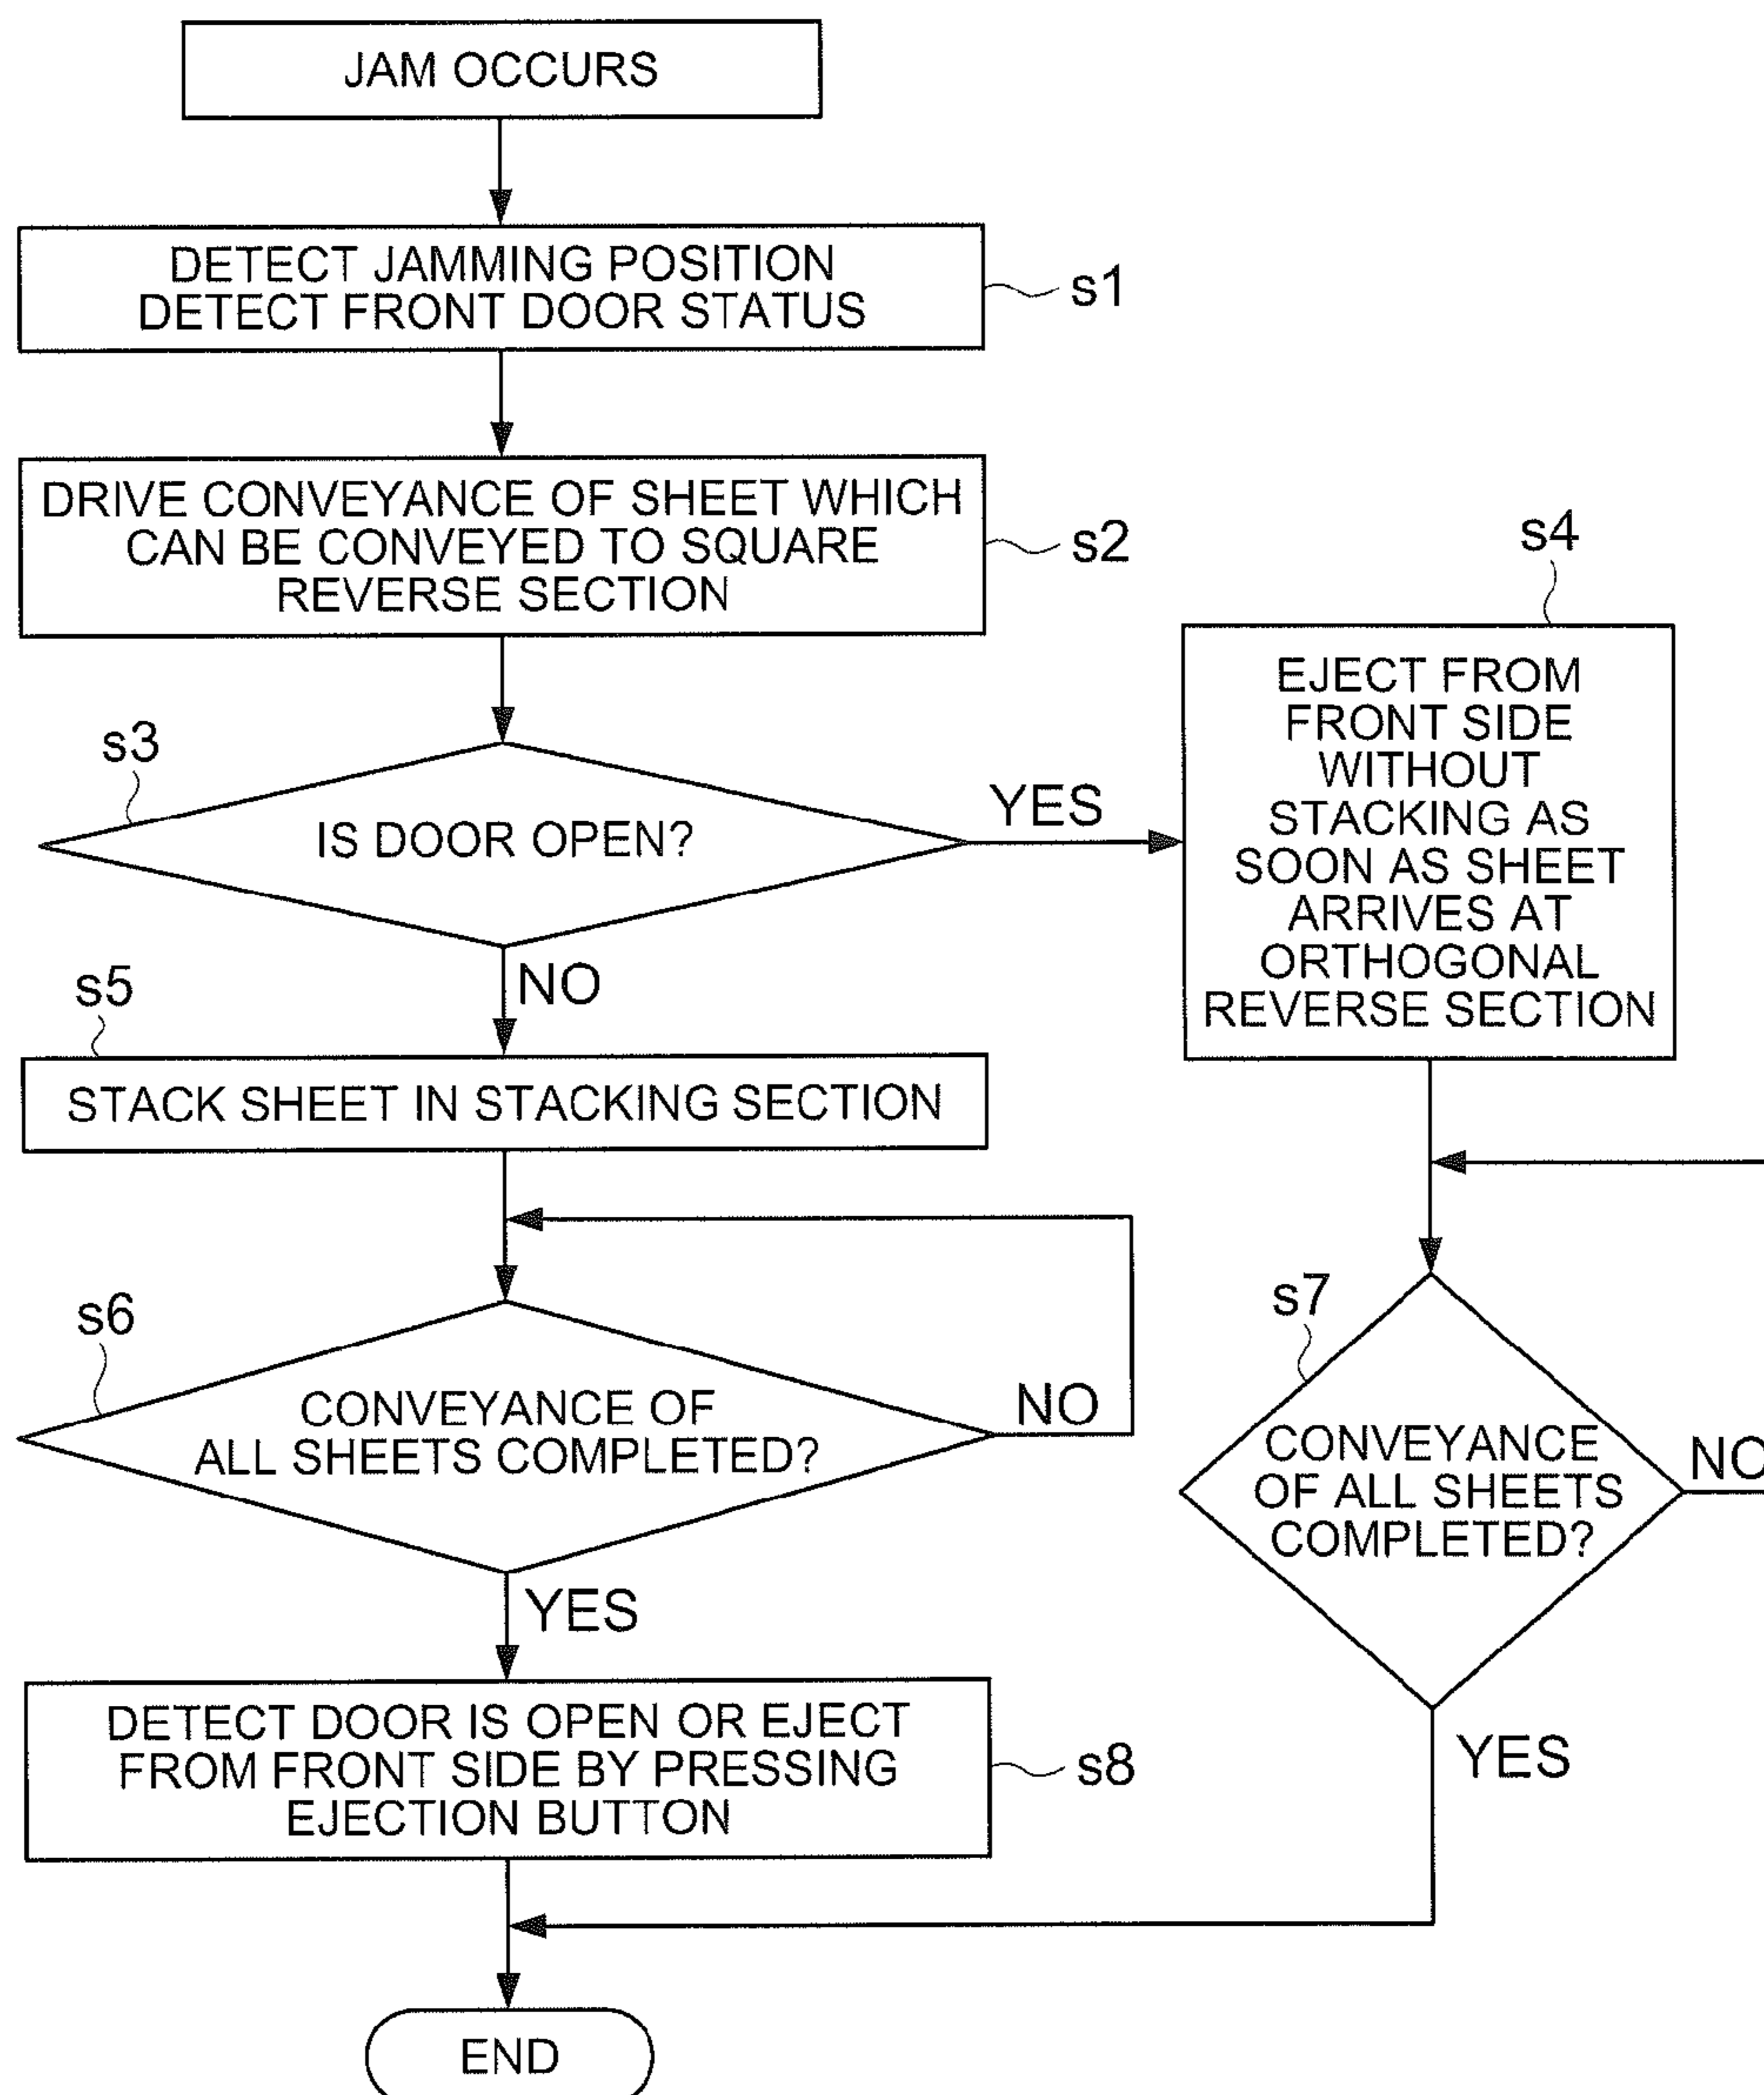 JAM OCCURS
DETECT JAMMING POSITION
DETECT FRONT DOOR STATUS
s1
DRIVE CONVEYANCE OF SHEET WHICH
CAN BE CONVEYED TO SQUARE
REVERSE SECTION
s2
s3
IS DOOR OPEN?
YES
NO
s4
EJECT FROM
FRONT SIDE
WITHOUT
STACKING AS
SOON AS SHEET
ARRIVES AT
ORTHOGONAL
REVERSE SECTION
s5
STACK SHEET IN STACKING SECTION
s6
CONVEYANCE OF
ALL SHEETS COMPLETED?
NO
YES
s7
CONVEYANCE
OF ALL SHEETS
COMPLETED?
NO
YES
DETECT DOOR IS OPEN OR EJECT
FROM FRONT SIDE BY PRESSING
EJECTION BUTTON
s8
END